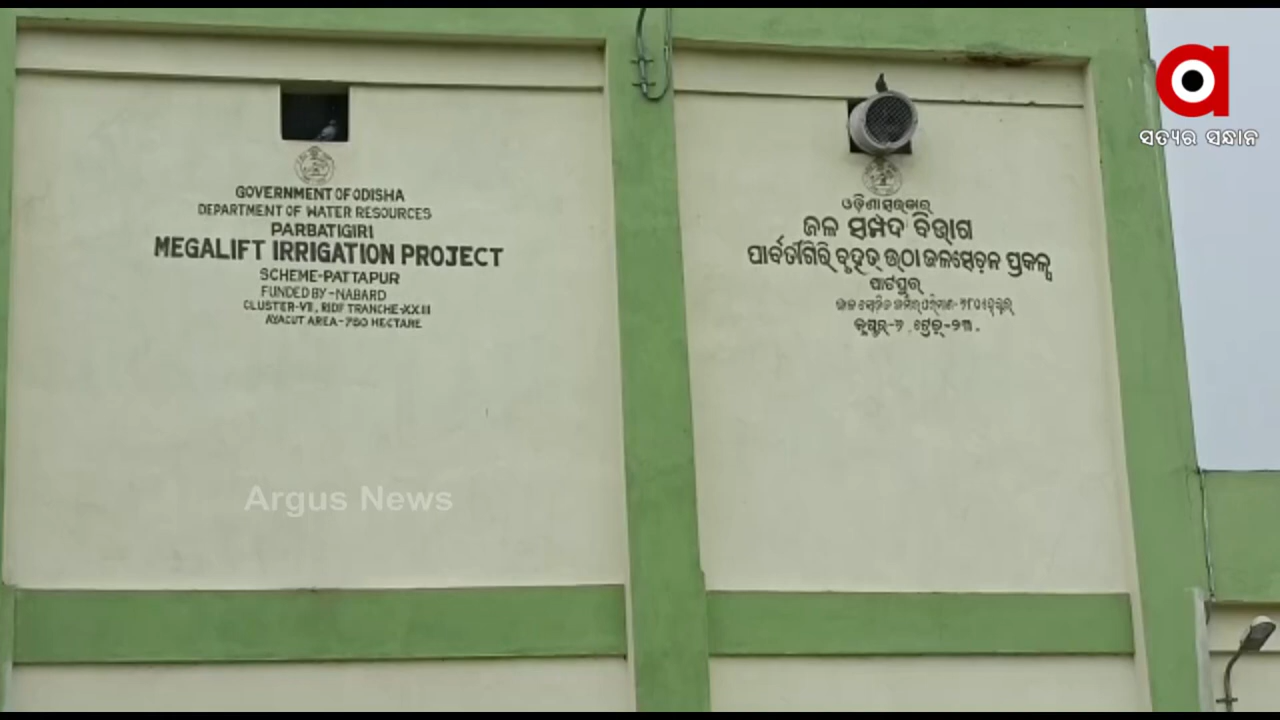 GOVERNMENT OF ODISHA
DEPARTMENT OF WATER RESOURCES
PARBATIGIRI
MEGALIFT IRRIGATION PROJECT
SCHEME-PATTAPUR
FUNDED BY-NABARD
CLUSTER-VII, RIDF TRANCHE-XXIII
AYACUT AREA-750 HECTARE
ଓଡ଼ିଶା ସରକାର
ଜଳ ସମ୍ପଦ ବିଭାଗ
ପାର୍ବତୀଗିରି ବୃହତ୍ ଉଠା ଜଳସେଚନ ପ୍ରକଳ୍ପ
ସତ୍ୟର ସନ୍ଧାନ
Argus News